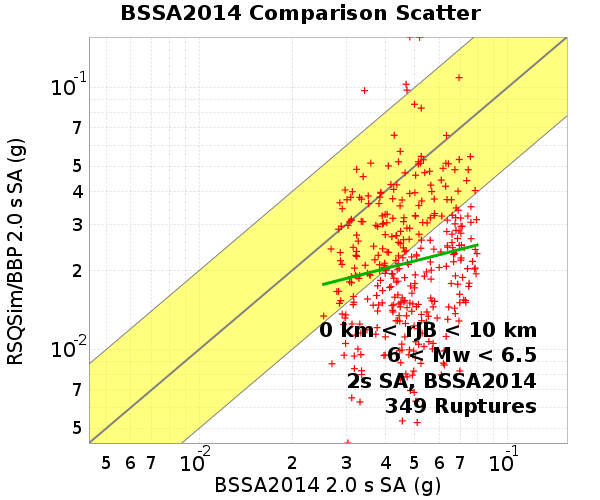 BSSA2014 Comparison Scatter
RSQSim/BBP 2.0 s SA (g)
10-1
7
5
4
3
2
10-2
7
5
0 km < rJB < 10 km
6 < Mw < 6.5
2s SA, BSSA2014
349 Ruptures
5 6 7 10-2 2 3 4 5 6 7 10-1
BSSA2014 2.0 s SA (g)